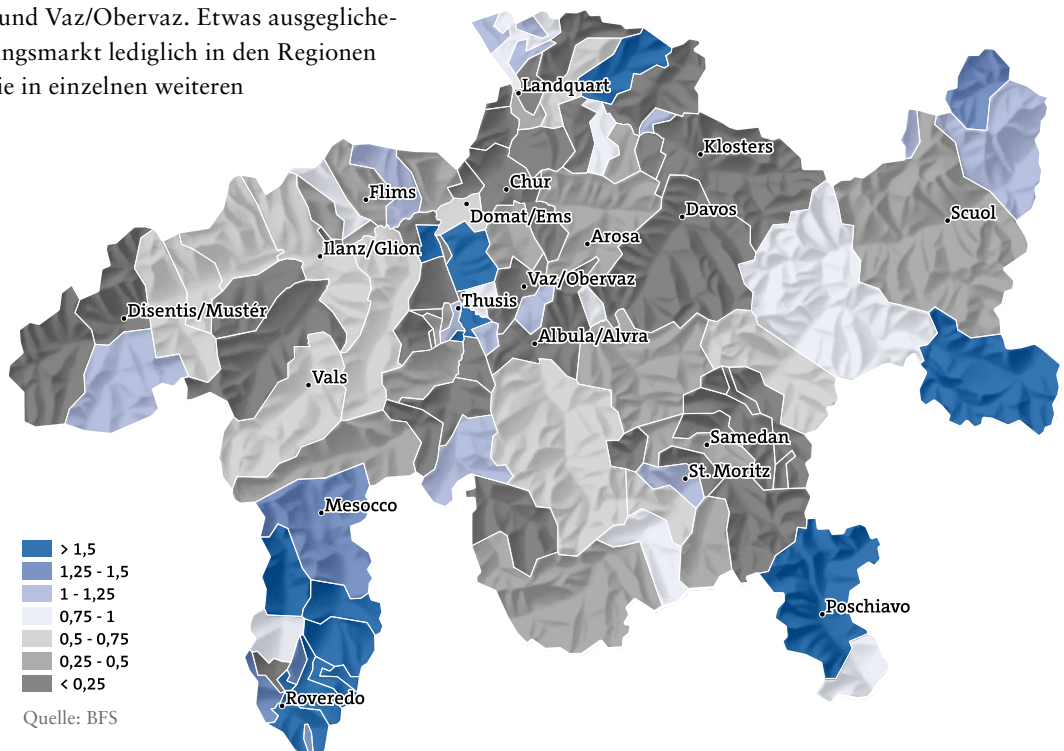 und Vaz/Obervaz. Etwas ausgegliche-
ngsmarkt lediglich in den Regionen
ie in einzelnen weiteren
Landquart
Klosters
Chur
Flims
Domat/Ems
Davos
Scuol
Arosa
Ilanz/Glion
Vaz/Obervaz
Thusis
Disentis/Mustér
Albula/Alvra
Vals
Samedan
St. Moritz
Mesocco
Poschiavo
Roveredo
> 1,5
1,25 - 1,5
1 - 1,25
0,75 - 1
0,5 - 0,75
0,25 - 0,5
< 0,25
Quelle: BFS